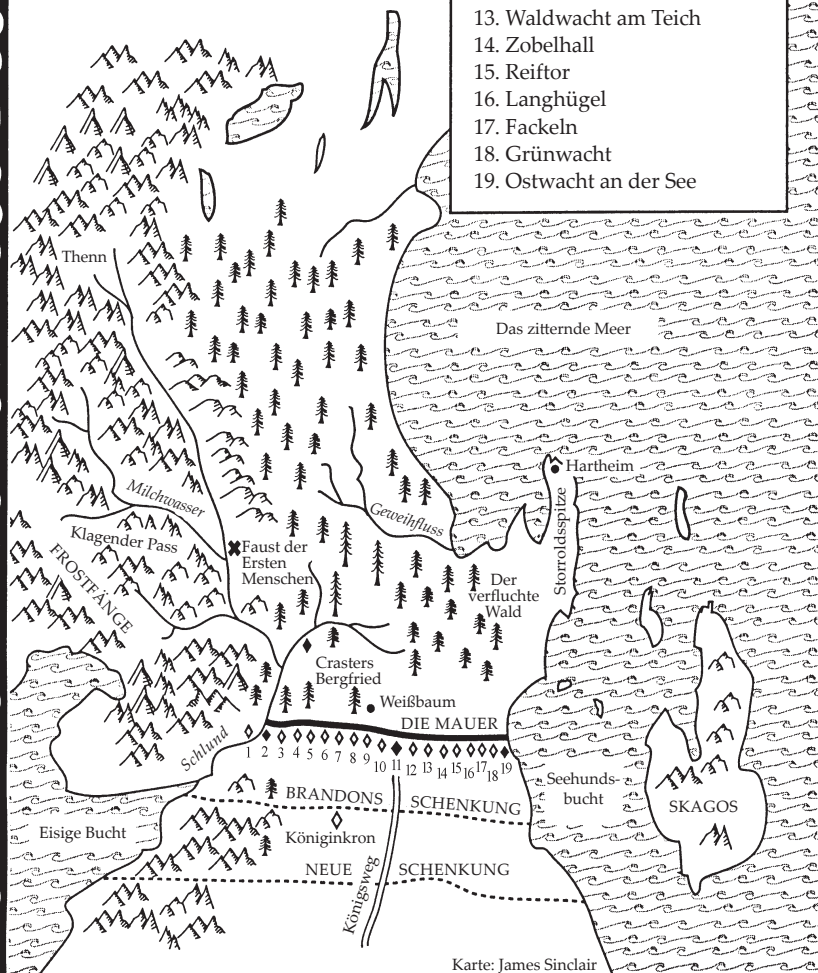 13. Waldwacht am Teich
14. Zobelhall
15. Reiftor
16. Langhügel
17. Fackeln
18. Grünwacht
19. Ostwacht an der See
Thenn
Das zitternde Meer
Hartheim
Storroldsspitze
Milchwasser
Geweihfluss
Klagender Pass
FROSTFÄNGE
Faust der
Ersten
Menschen
Der
verfluchte
Wald
Crasters
Bergfried
Weißbaum
DIE MAUER
Schlund
1 2 3 4 5 6 7 8 9 10 11 12 13 14 15 16 17 18 19
Seehunds-
bucht
SKAGOS
BRANDONS SCHENKUNG
Eisige Bucht
Königinkron
NEUE SCHENKUNG
Königsweg
Karte: James Sinclair